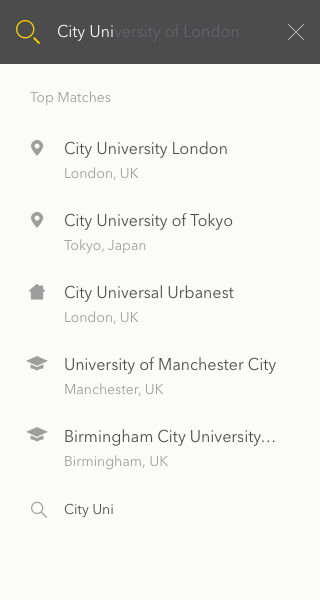 City University of London
Top Matches
City University London
London, UK
City University of Tokyo
Tokyo, Japan
City Universal Urbanest
London, UK
University of Manchester City
Manchester, UK
Birmingham City University...
Birmingham, UK
City Uni